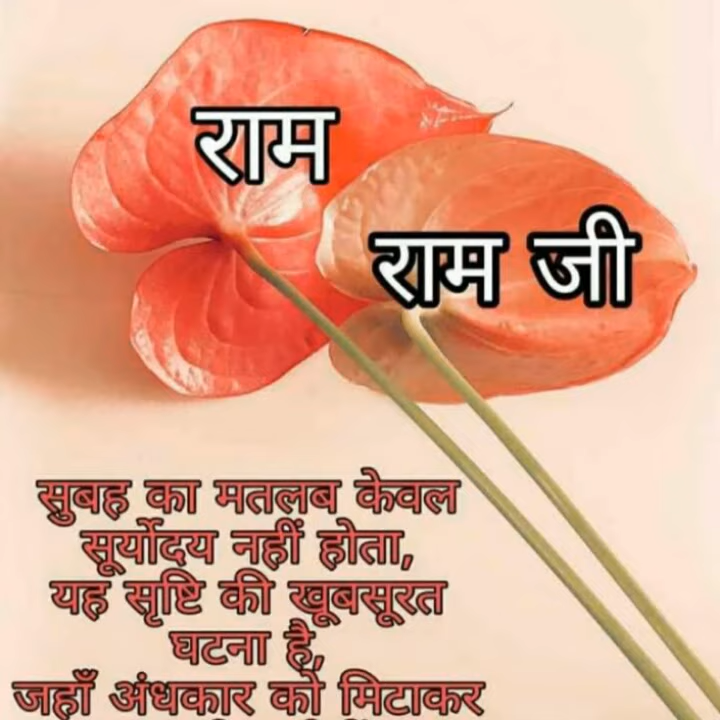 राम
राम जी
सुबह का मतलब केवल
सूर्योदय नहीं होता,
यह सृष्टि की खूबसूरत
घटना है,
जहाँ अंधकार को मिटाकर